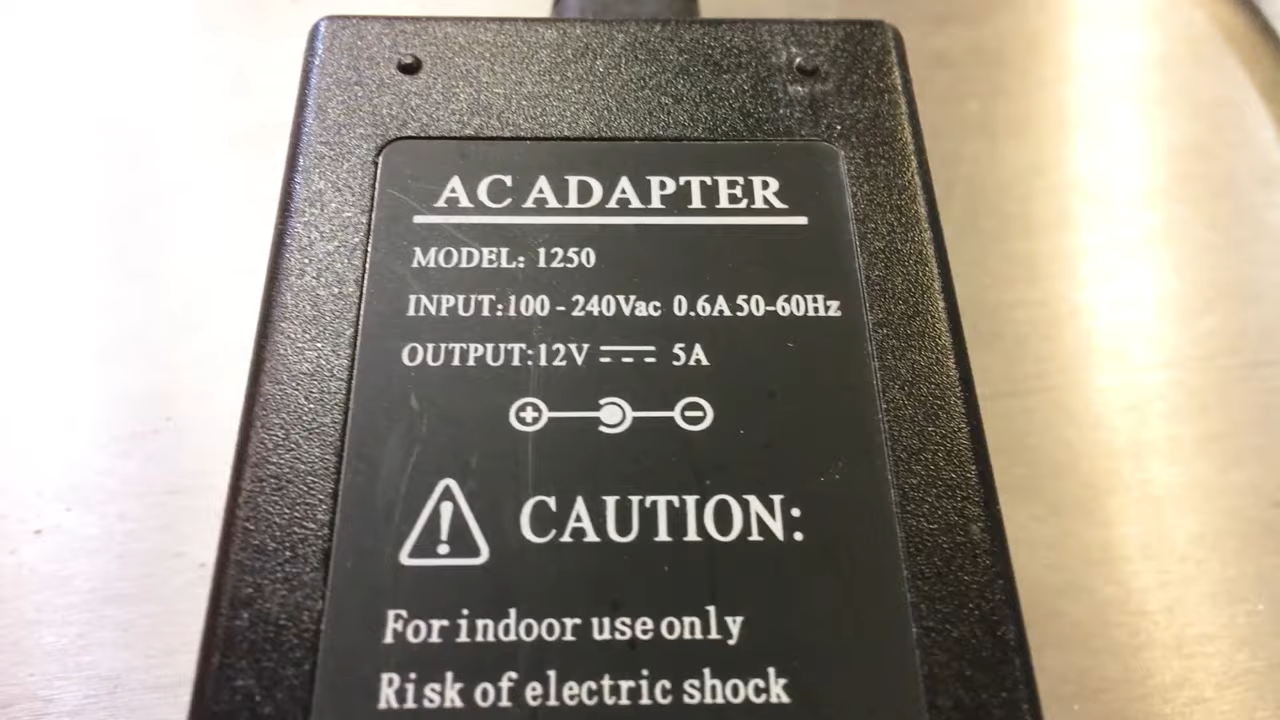 AC ADAPTER
MODEL: 1250
INPUT:100-240Vac 0.6A 50-60Hz
OUTPUT:12V ⎓ 5A
CAUTION:
For indoor use only
Risk of electric shock